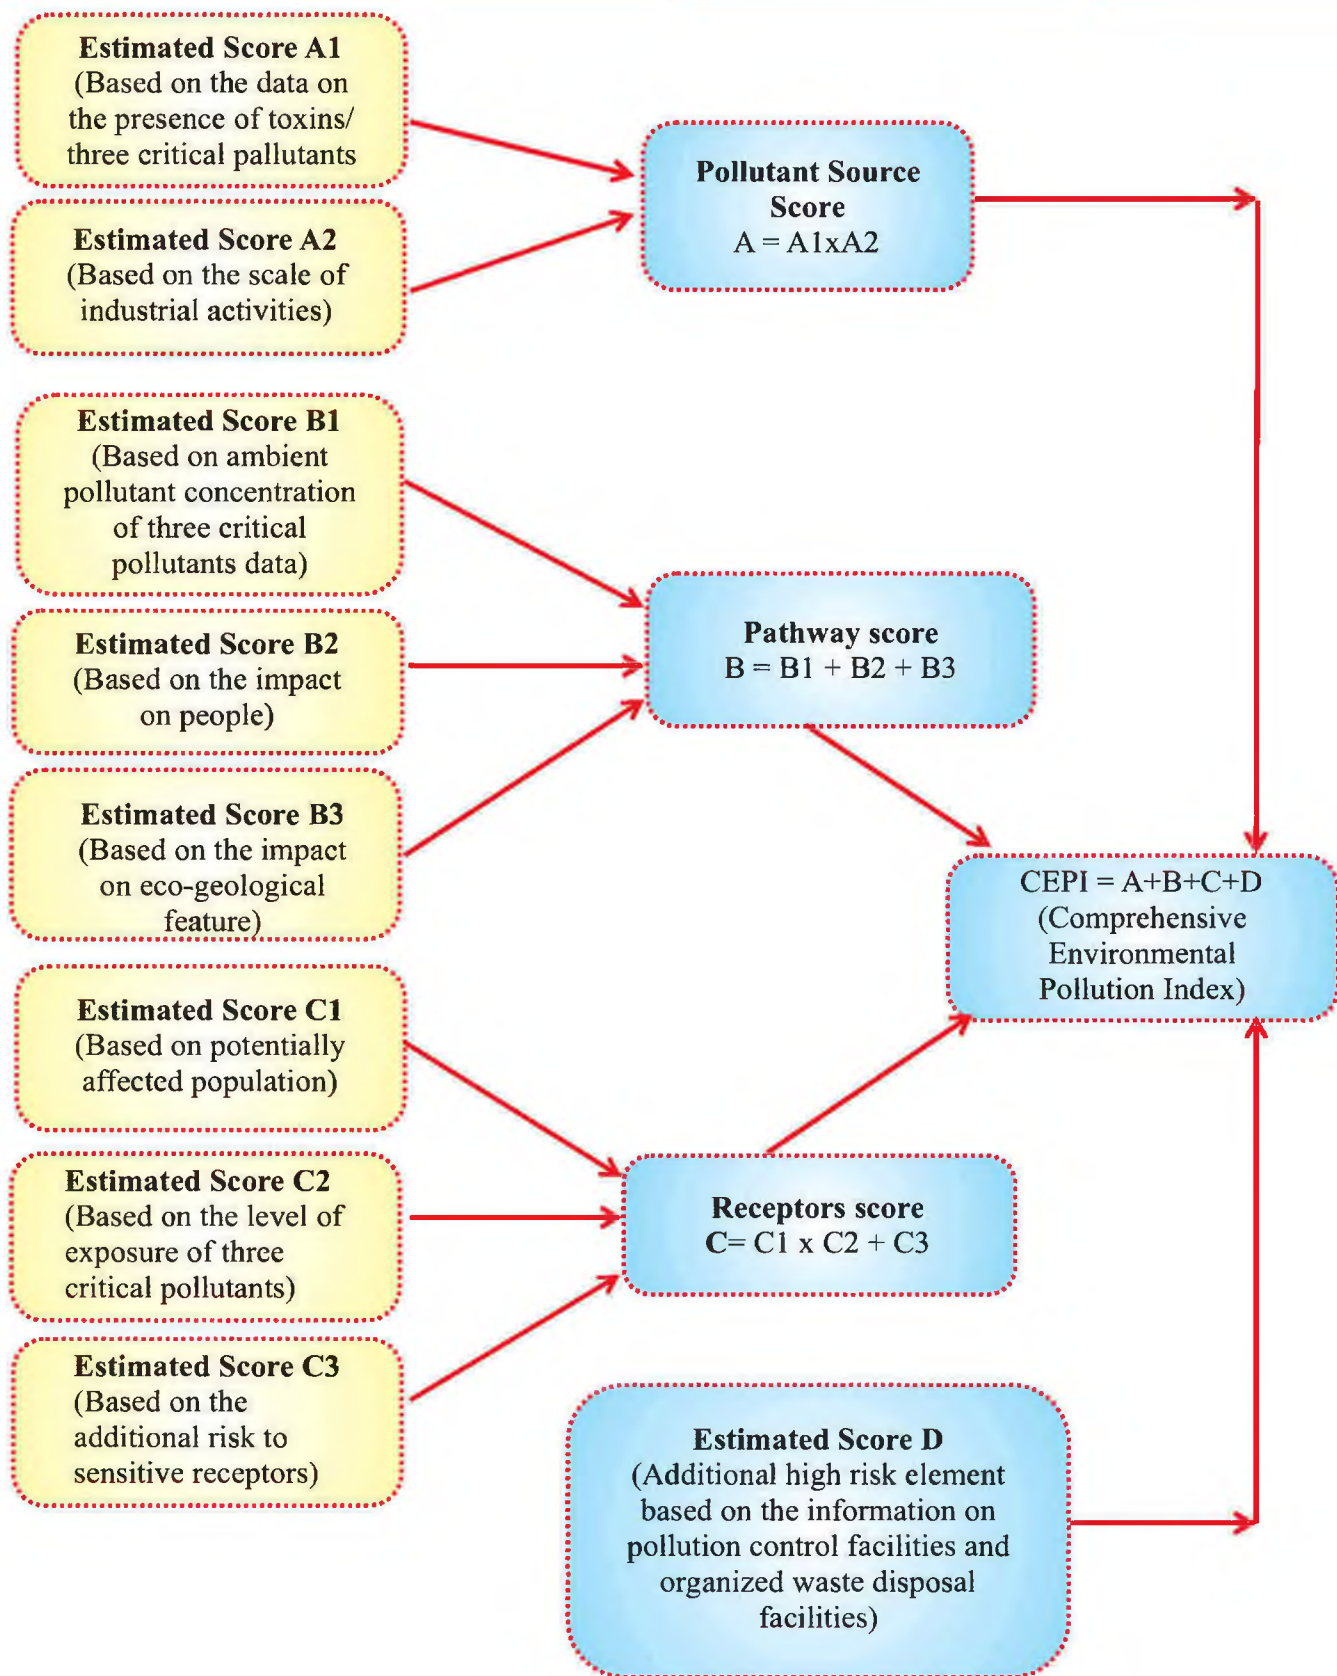 Estimated Score A1
(Based on the data on
the presence of toxins/
three critical pallutants
Estimated Score A2
(Based on the scale of
industrial activities)
Pollutant Source
Score
A = A1xA2
Estimated Score B1
(Based on ambient
pollutant concentration
of three critical
pollutants data)
Estimated Score B2
(Based on the impact
on people)
Estimated Score B3
(Based on the impact
on eco-geological
feature)
Pathway score
B = B1 + B2 + B3
CEPI = A+B+C+D
(Comprehensive
Environmental
Pollution Index)
Estimated Score C1
(Based on potentially
affected population)
Estimated Score C2
(Based on the level of
exposure of three
critical pollutants)
Estimated Score C3
(Based on the
additional risk to
sensitive receptors)
Receptors score
C= C1 x C2 + C3
Estimated Score D
(Additional high risk element
based on the information on
pollution control facilities and
organized waste disposal
facilities)